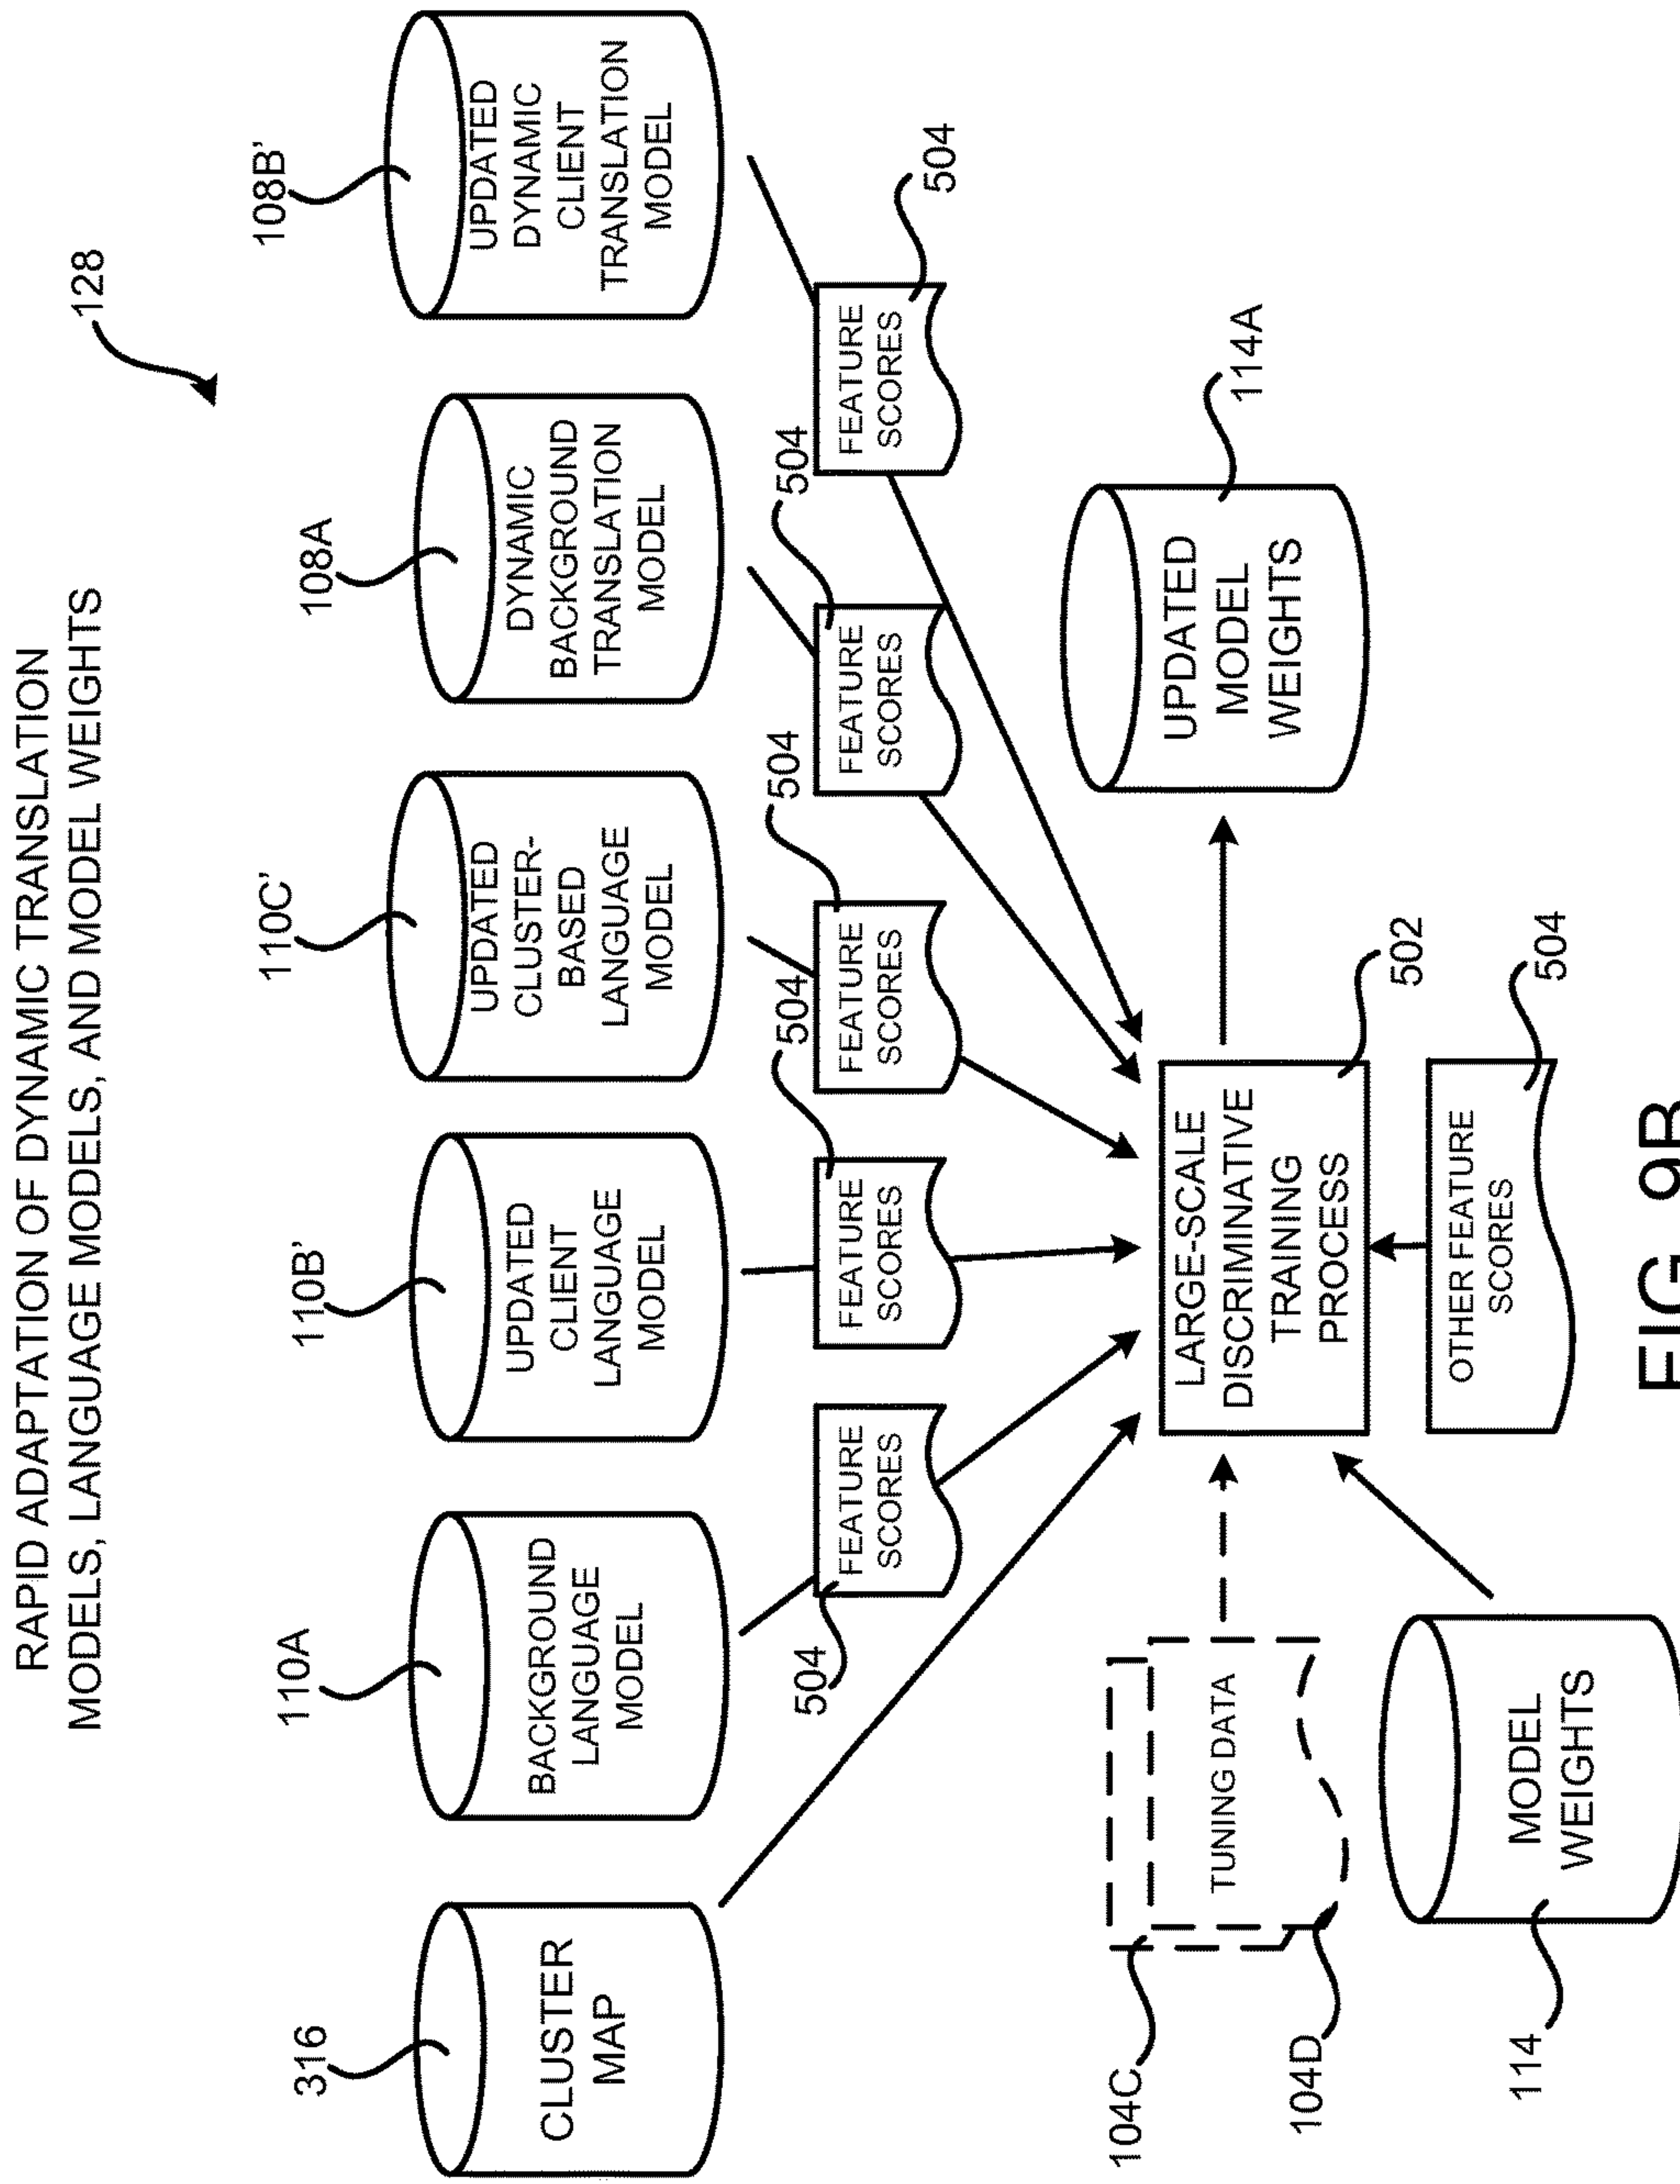 RAPID ADAPTATION OF DYNAMIC TRANSLATION
MODELS, LANGUAGE MODELS, AND MODEL WEIGHTS
128
316
110A
110B'
110C'
108A
108B'
CLUSTER
MAP
BACKGROUND
LANGUAGE
MODEL
UPDATED
CLIENT
LANGUAGE
MODEL
UPDATED
CLUSTER-
BASED
LANGUAGE
MODEL
DYNAMIC
BACKGROUND
TRANSLATION
MODEL
UPDATED
DYNAMIC
CLIENT
TRANSLATION
MODEL
504
FEATURE
SCORES
504
FEATURE
SCORES
504
FEATURE
SCORES
504
FEATURE
SCORES
504
FEATURE
SCORES
104C
104D
TUNING DATA
LARGE-SCALE
DISCRIMINATIVE
TRAINING
PROCESS
502
UPDATED
MODEL
WEIGHTS
114A
114
MODEL
WEIGHTS
OTHER FEATURE
SCORES
504
FIG. 9B